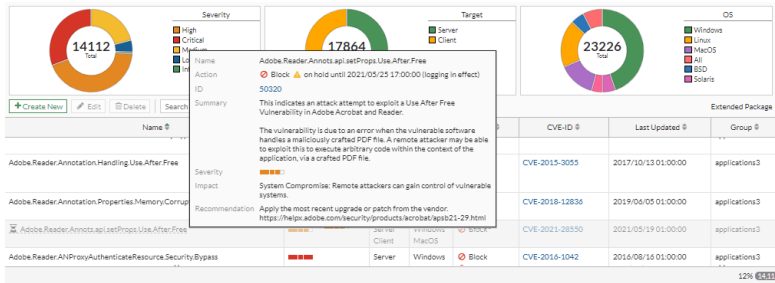 Severity
Target
OS
14112
Total
High
Critical
Medium
17864
Server
Client
23226
Total
Windows
Linux
MacOS
All
BSD
Solaris
Name Adobe.Reader.Annots.api.setProps.Use.After.Free
Action Block on hold until 2021/05/25 17:00:00 (logging in effect)
ID 50320
Summary This indicates an attack attempt to exploit a Use After Free
Vulnerability in Adobe Acrobat and Reader.
The vulnerability is due to an error when the vulnerable software
handles a maliciously crafted PDF file. A remote attacker may be able
to exploit this to execute arbitrary code within the context of the
application, via a crafted PDF file.
Severity
Impact System Compromise: Remote attackers can gain control of vulnerable
systems.
Recommendation Apply the most recent upgrade or patch from the vendor.
https://helpx.adobe.com/security/products/acrobat/apsb21-29.html
+Create New Edit Delete Search Extended Package
Name CVE-ID Last Updated Group
Adobe.Reader.Annotation.Handling.Use.After.Free CVE-2015-3055 2017/10/13 01:00:00 applications3
Adobe.Reader.Annotation.Properties.Memory.Corrup CVE-2018-12836 2019/06/05 01:00:00 applications3
Adobe.Reader.Annots.api.setProps.Use.After.Free Server Windows Block CVE-2021-28550 2021/05/19 01:00:00 applications3
Client MacOS
Adobe.Reader.ANProxyAuthenticateResource.Security.Bypass Server Windows Block CVE-2016-1042 2016/08/16 01:00:00 applications3
12%